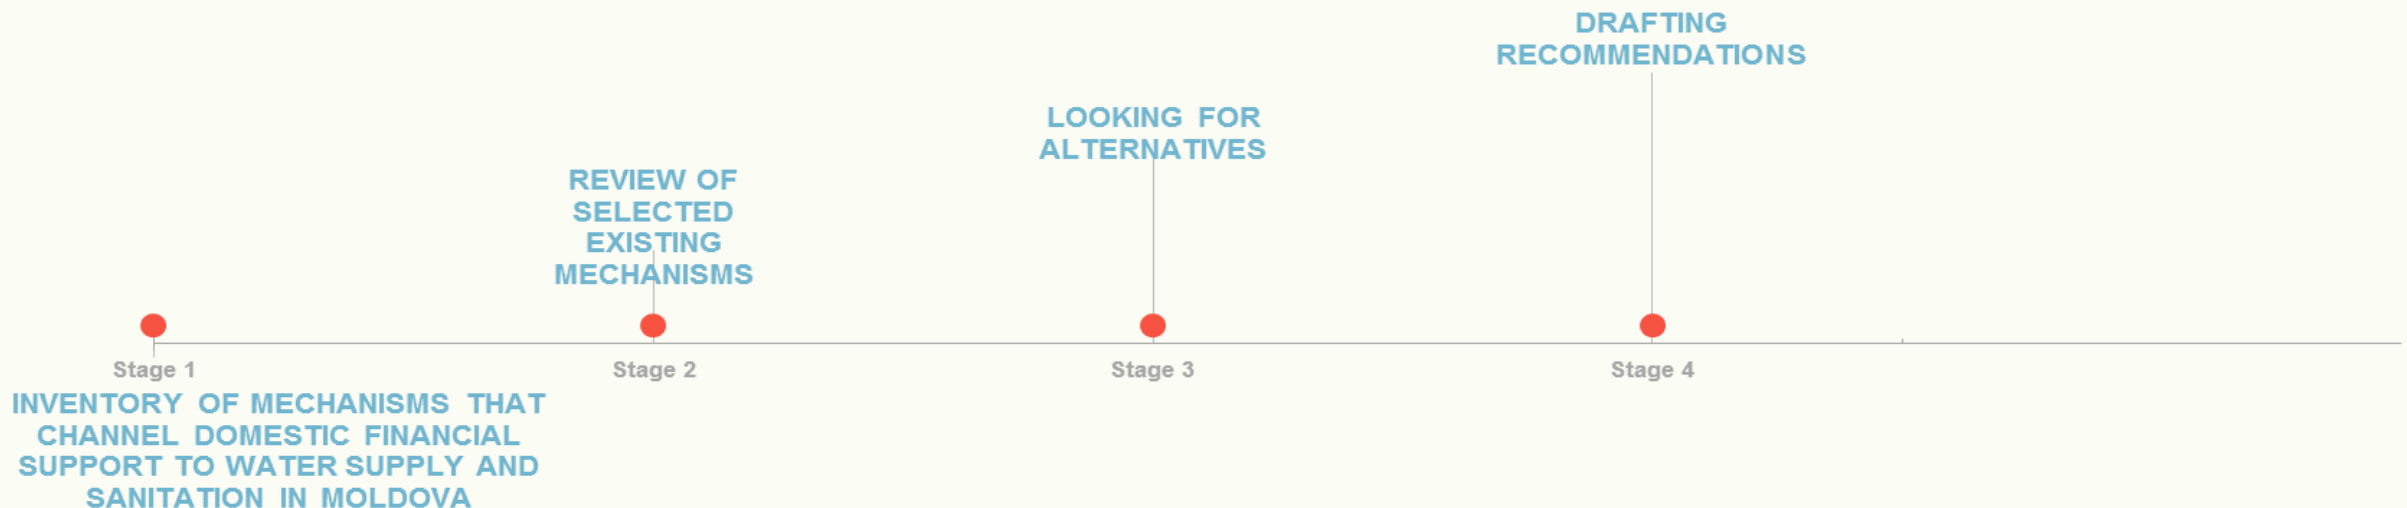 DRAFTING
RECOMMENDATIONS
LOOKING FOR
ALTERNATIVES
REVIEW OF
SELECTED
EXISTING
MECHANISMS
Stage 1
Stage 2
Stage 3
Stage 4
INVENTORY OF MECHANISMS THAT
CHANNEL DOMESTIC FINANCIAL
SUPPORT TO WATER SUPPLY AND
SANITATION IN MOLDOVA